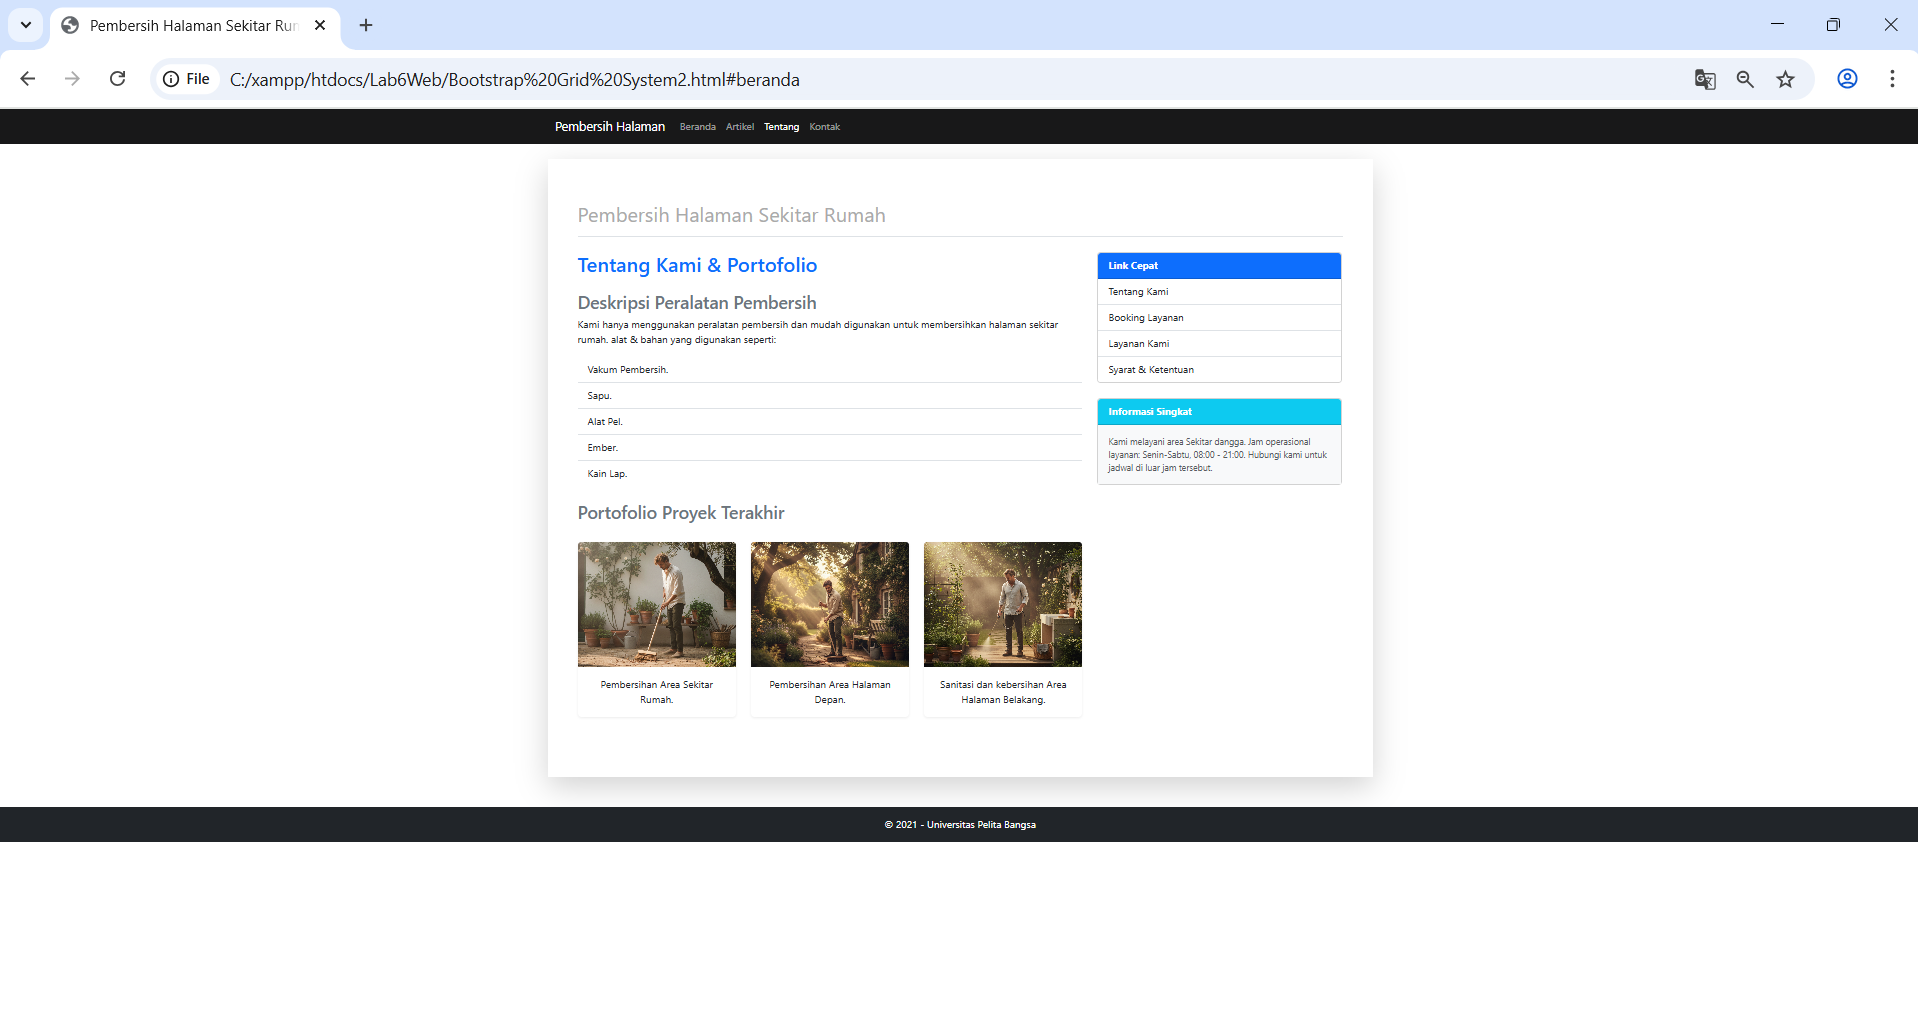 Pembersih Halaman Sekitar Rum
File
C:/xampp/htdocs/Lab6Web/Bootstrap%20Grid%20System2.html#beranda
Pembersih Halaman
Beranda
Artikel
Tentang
Kontak
Pembersih Halaman Sekitar Rumah
Tentang Kami & Portofolio
Deskripsi Peralatan Pembersih
Kami hanya menggunakan peralatan pembersih dan mudah digunakan untuk membersihkan halaman sekitar
rumah. alat & bahan yang digunakan seperti:
Vakum Pembersih.
Sapu.
Alat Pel.
Ember.
Kain Lap.
Portofolio Proyek Terakhir
Pembersihan Area Sekitar
Rumah.
Pembersihan Area Halaman
Depan.
Sanitasi dan kebersihan Area
Halaman Belakang.
Link Cepat
Tentang Kami
Booking Layanan
Layanan Kami
Syarat & Ketentuan
Informasi Singkat
Kami melayani area Sekitar dangga. Jam operasional
layanan: Senin-Sabtu, 08:00 - 21:00. Hubungi kami untuk
jadwal di luar jam tersebut.
© 2021 - Universitas Pelita Bangsa